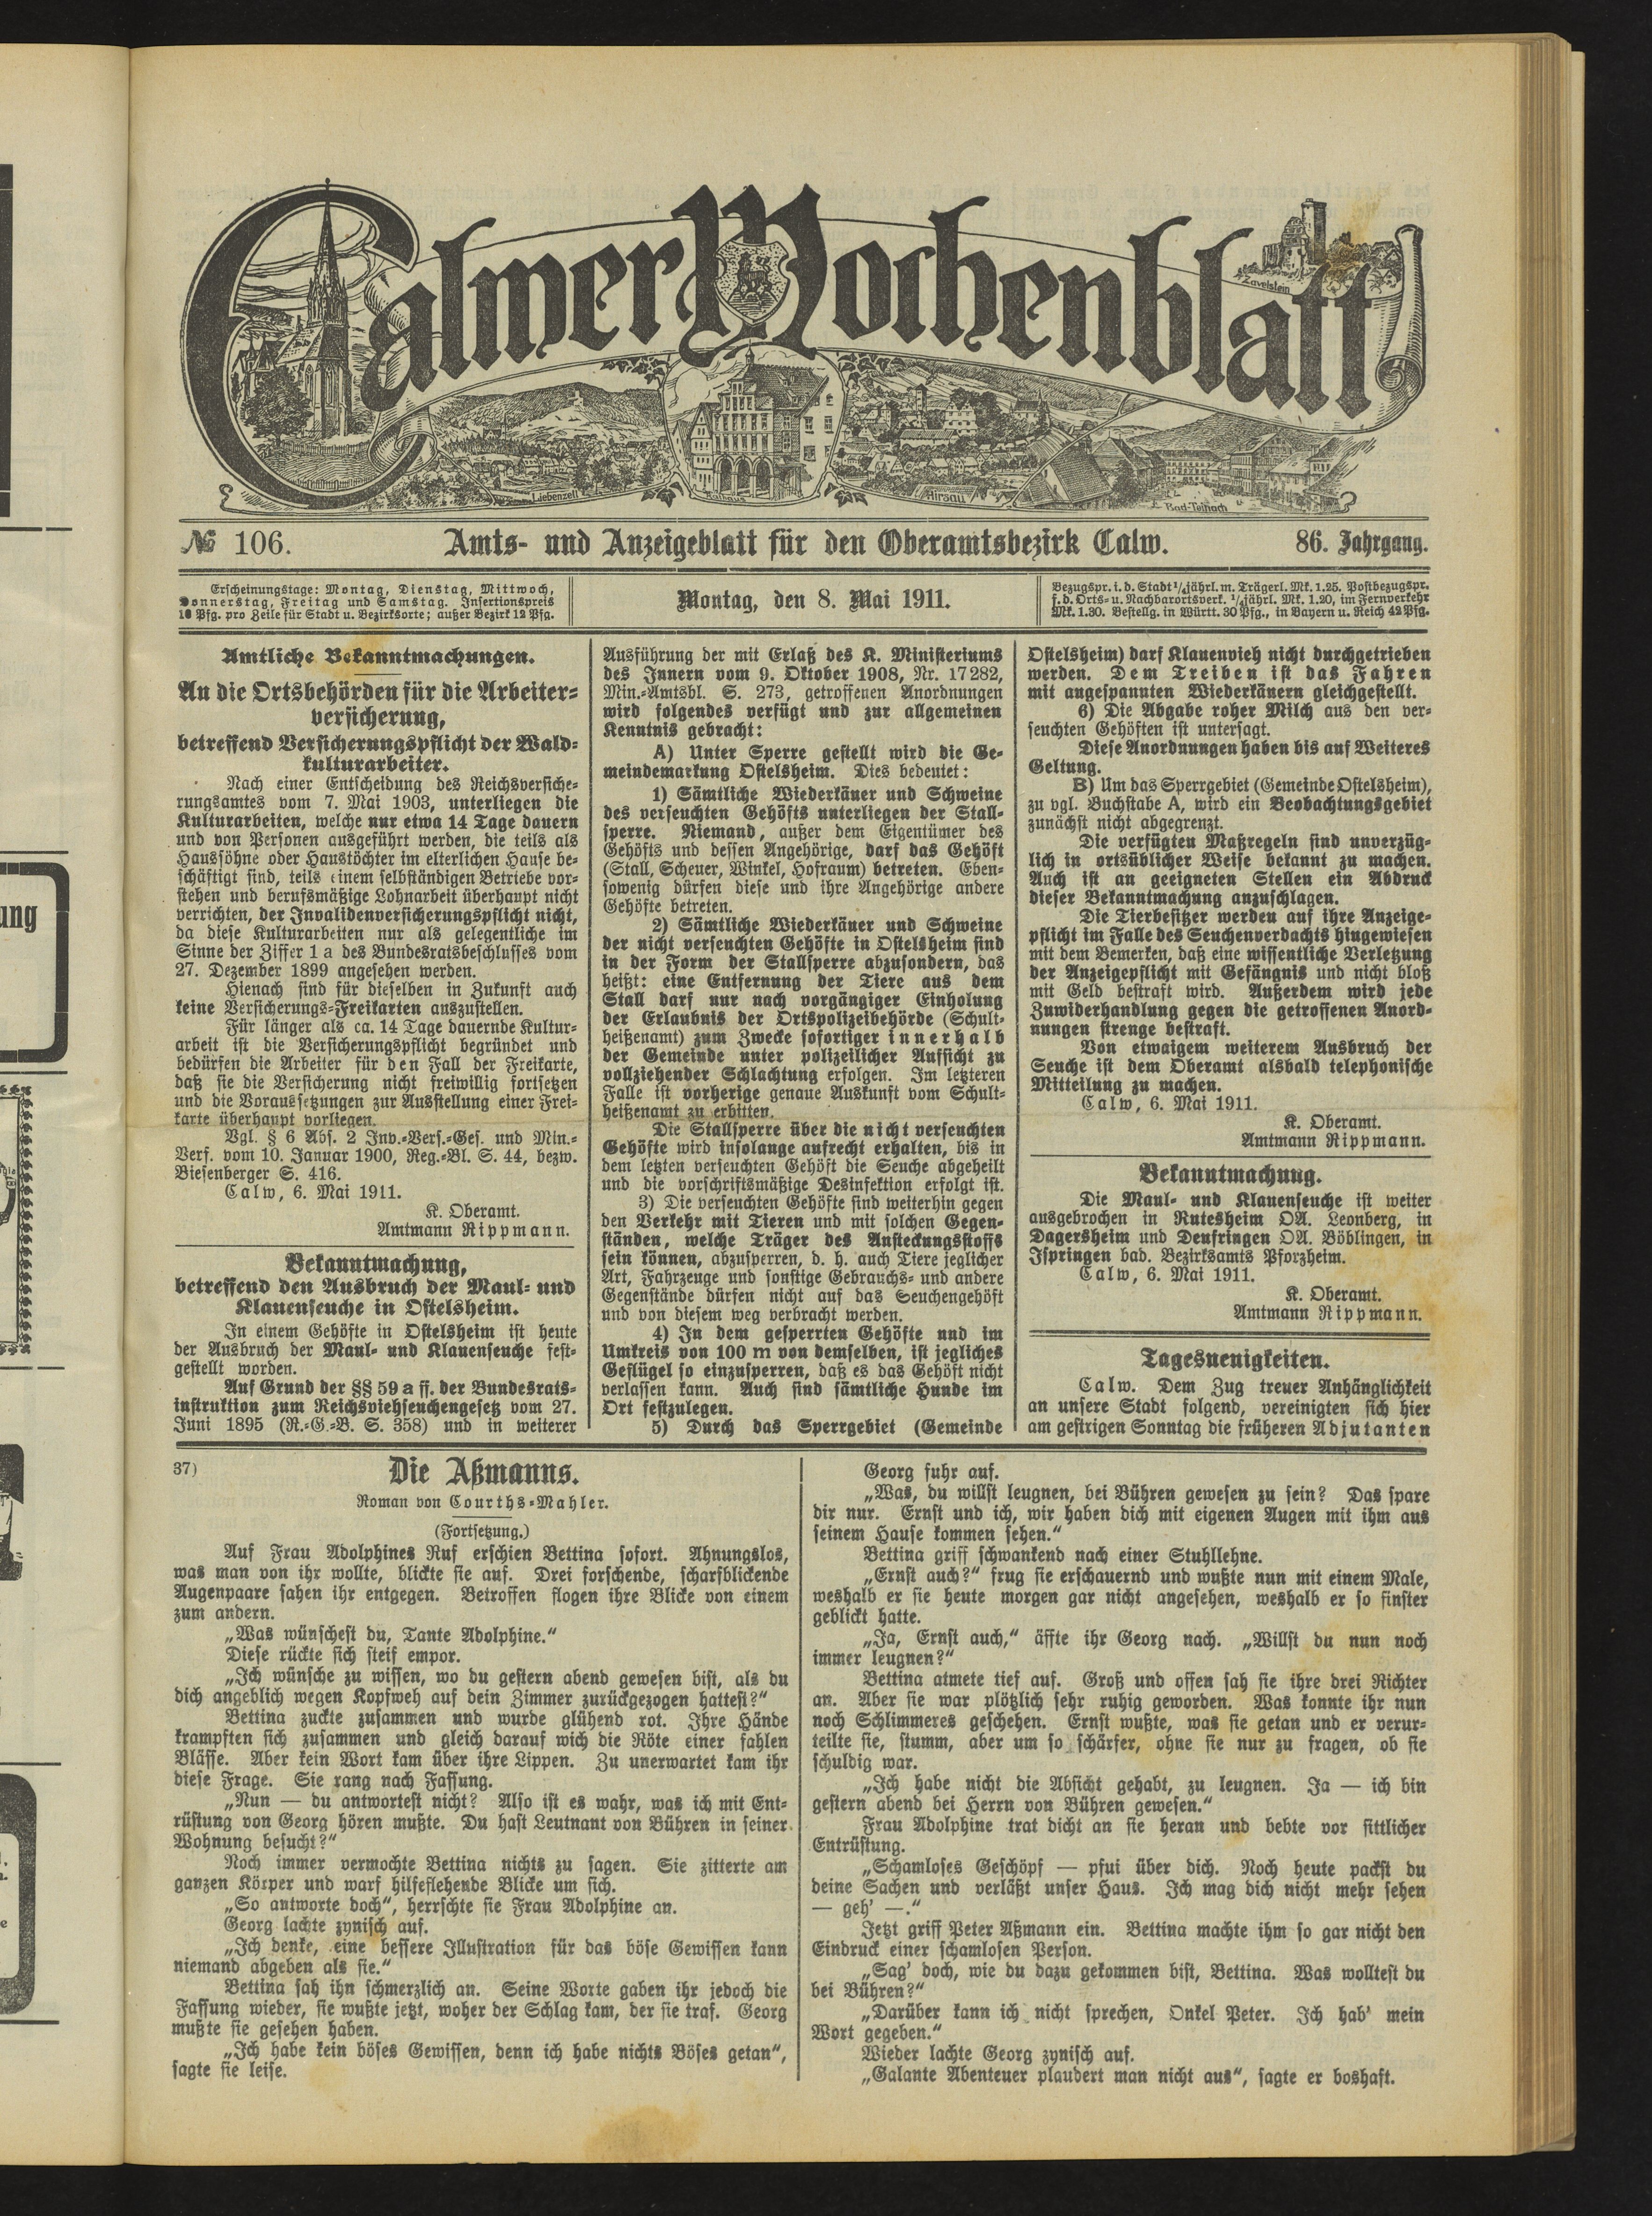 Calwer Wochenblatt
Zavelstein
Liebenzell
Rathaus
Hirsau
Bad-Teinach
№ 106.
Amts- und Anzeigeblatt für den Oberamtsbezirk Calw.
86. Jahrgang.
Erscheinungstage: Montag, Dienstag, Mittwoch,
Donnerstag, Freitag und Samstag. Insertionspreis
10 Pfg. pro Zeile für Stadt u. Bezirksorte; außer Bezirk 12 Pfg.
Montag, den 8. Mai 1911.
Bezugspr. i. d. Stadt 1/4jährl. m. Trägerl. Mk. 1.25. Postbezugspr.
f. d. Orts- u. Nachbarortsverk. 1/4jährl. Mk. 1.20, im Fernverkehr
Mk. 1.30. Bestellg. in Württ. 30 Pfg., in Bayern u. Reich 42 Pfg.
Amtliche Bekanntmachungen.
An die Ortsbehörden für die Arbeiter-
versicherung,
betreffend Versicherungspflicht der Wald-
kulturarbeiter.
Nach einer Entscheidung des Reichsversiche-
rungsamtes vom 7. Mai 1903, unterliegen die
Kulturarbeiten, welche nur etwa 14 Tage dauern
und von Personen ausgeführt werden, die teils als
Haussöhne oder Haustöchter im elterlichen Hause be-
schäftigt sind, teils einem selbständigen Betriebe vor-
stehen und berufsmäßige Lohnarbeit überhaupt nicht
verrichten, der Invalidenversicherungspflicht nicht,
da diese Kulturarbeiten nur als gelegentliche im
Sinne der Ziffer 1 a des Bundesratsbeschlusses vom
27. Dezember 1899 angesehen werden.
Hienach sind für dieselben in Zukunft auch
keine Versicherungs-Freikarten auszustellen.
Für länger als ca. 14 Tage dauernde Kultur-
arbeit ist die Versicherungspflicht begründet und
bedürfen die Arbeiter für den Fall der Freikarte,
daß sie die Versicherung nicht freiwillig fortsetzen
und die Voraussetzungen zur Ausstellung einer Frei-
karte überhaupt vorliegen.
Vgl. § 6 Abs. 2 Inv.-Vers.-Ges. und Min.-
Verf. vom 10. Januar 1900, Reg.-Bl. S. 44, bezw.
Biesenberger S. 416.
Calw, 6. Mai 1911.
K. Oberamt.
Amtmann Rippmann.
Bekanntmachung,
betreffend den Ausbruch der Maul- und
Klauenseuche in Ostelsheim.
In einem Gehöfte in Ostelsheim ist heute
der Ausbruch der Maul- und Klauenseuche fest-
gestellt worden.
Auf Grund der §§ 59 a ff. der Bundesrats-
instruktion zum Reichsviehseuchengesetz vom 27.
Juni 1895 (R.-G.-B. S. 358) und in weiterer
Ausführung der mit Erlaß des K. Ministeriums
des Innern vom 9. Oktober 1908, Nr. 17282,
Min.-Amtsbl. S. 273, getroffenen Anordnungen
wird folgendes verfügt und zur allgemeinen
Kenntnis gebracht:
A) Unter Sperre gestellt wird die Ge-
meindemarkung Ostelsheim. Dies bedeutet:
1) Sämtliche Wiederkäuer und Schweine
des verseuchten Gehöfts unterliegen der Stall-
sperre. Niemand, außer dem Eigentümer des
Gehöfts und dessen Angehörige, darf das Gehöft
(Stall, Scheuer, Winkel, Hofraum) betreten. Eben-
sowenig dürfen diese und ihre Angehörige andere
Gehöfte betreten.
2) Sämtliche Wiederkäuer und Schweine
der nicht verseuchten Gehöfte in Ostelsheim sind
in der Form der Stallsperre abzusondern, das
heißt: eine Entfernung der Tiere aus dem
Stall darf nur nach vorgängiger Einholung
der Erlaubnis der Ortspolizeibehörde (Schult-
heißenamt) zum Zwecke sofortiger innerhalb
der Gemeinde unter polizeilicher Aufsicht zu
vollziehender Schlachtung erfolgen. Im letzteren
Falle ist vorherige genaue Auskunft vom Schult-
heißenamt zu erbitten.
Die Stallsperre über die nicht verseuchten
Gehöfte wird insolange aufrecht erhalten, bis in
dem letzten verseuchten Gehöft die Seuche abgeheilt
und die vorschriftsmäßige Desinfektion erfolgt ist.
3) Die verseuchten Gehöfte sind weiterhin gegen
den Verkehr mit Tieren und mit solchen Gegen-
ständen, welche Träger des Ansteckungsstoffs
sein können, abzusperren, d. h. auch Tiere jeglicher
Art, Fahrzeuge und sonstige Gebrauchs- und andere
Gegenstände dürfen nicht auf das Seuchengehöft
und von diesem weg verbracht werden.
4) In dem gesperrten Gehöfte und im
Umkreis von 100 m von demselben, ist jegliches
Geflügel so einzusperren, daß es das Gehöft nicht
verlassen kann. Auch sind sämtliche Hunde im
Ort festzulegen.
5) Durch das Sperrgebiet (Gemeinde
Ostelsheim) darf Klauenvieh nicht durchgetrieben
werden. Dem Treiben ist das Fahren
mit angespannten Wiederkäuern gleichgestellt.
6) Die Abgabe roher Milch aus den ver-
seuchten Gehöften ist untersagt.
Diese Anordnungen haben bis auf Weiteres
Geltung.
B) Um das Sperrgebiet (Gemeinde Ostelsheim),
zu vgl. Buchstabe A, wird ein Beobachtungsgebiet
zunächst nicht abgegrenzt.
Die verfügten Maßregeln sind unverzüg-
lich in ortsüblicher Weise bekannt zu machen.
Auch ist an geeigneten Stellen ein Abdruck
dieser Bekanntmachung anzuschlagen.
Die Tierbesitzer werden auf ihre Anzeige-
pflicht im Falle des Seuchenverdachts hingewiesen
mit dem Bemerken, daß eine wissentliche Verletzung
der Anzeigepflicht mit Gefängnis und nicht bloß
mit Geld bestraft wird. Außerdem wird jede
Zuwiderhandlung gegen die getroffenen Anord-
nungen strenge bestraft.
Von etwaigem weiterem Ausbruch der
Seuche ist dem Oberamt alsbald telephonische
Mitteilung zu machen.
Calw, 6. Mai 1911.
K. Oberamt.
Amtmann Rippmann.
Bekanntmachung.
Die Maul- und Klauenseuche ist weiter
ausgebrochen in Rutesheim OA. Leonberg, in
Dagersheim und Deufringen OA. Böblingen, in
Ispringen bad. Bezirksamts Pforzheim.
Calw, 6. Mai 1911.
K. Oberamt.
Amtmann Rippmann.
Tagesneuigkeiten.
Calw. Dem Zug treuer Anhänglichkeit
an unsere Stadt folgend, vereinigten sich hier
am gestrigen Sonntag die früheren Adjutanten
37)
Die Aßmanns.
Roman von Courths-Mahler.
(Fortsetzung.)
Auf Frau Adolphines Ruf erschien Bettina sofort. Ahnungslos,
was man von ihr wollte, blickte sie auf. Drei forschende, scharfblickende
Augenpaare sahen ihr entgegen. Betroffen flogen ihre Blicke von einem
zum andern.
„Was wünschest du, Tante Adolphine.“
Diese rückte sich steif empor.
„Ich wünsche zu wissen, wo du gestern abend gewesen bist, als du
dich angeblich wegen Kopfweh auf dein Zimmer zurückgezogen hattest?“
Bettina zuckte zusammen und wurde glühend rot. Ihre Hände
krampften sich zusammen und gleich darauf wich die Röte einer fahlen
Blässe. Aber kein Wort kam über ihre Lippen. Zu unerwartet kam ihr
diese Frage. Sie rang nach Fassung.
„Nun — du antwortest nicht? Also ist es wahr, was ich mit Ent-
rüstung von Georg hören mußte. Du hast Leutnant von Bühren in seiner
Wohnung besucht?“
Noch immer vermochte Bettina nichts zu sagen. Sie zitterte am
ganzen Körper und warf hilfeflehende Blicke um sich.
„So antworte doch“, herrschte sie Frau Adolphine an.
Georg lachte zynisch auf.
„Ich denke, eine bessere Illustration für das böse Gewissen kann
niemand abgeben als sie.“
Bettina sah ihn schmerzlich an. Seine Worte gaben ihr jedoch die
Fassung wieder, sie wußte jetzt, woher der Schlag kam, der sie traf. Georg
mußte sie gesehen haben.
„Ich habe kein böses Gewissen, denn ich habe nichts Böses getan“,
sagte sie leise.
Georg fuhr auf.
„Was, du willst leugnen, bei Bühren gewesen zu sein? Das spare
dir nur. Ernst und ich, wir haben dich mit eigenen Augen mit ihm aus
seinem Hause kommen sehen.“
Bettina griff schwankend nach einer Stuhllehne.
„Ernst auch?“ frug sie erschauernd und wußte nun mit einem Male,
weshalb er sie heute morgen gar nicht angesehen, weshalb er so finster
geblickt hatte.
„Ja, Ernst auch,“ äffte ihr Georg nach. „Willst du nun noch
immer leugnen?“
Bettina atmete tief auf. Groß und offen sah sie ihre drei Richter
an. Aber sie war plötzlich sehr ruhig geworden. Was konnte ihr nun
noch Schlimmeres geschehen. Ernst wußte, was sie getan und er verur-
teilte sie, stumm, aber um so schärfer, ohne sie nur zu fragen, ob sie
schuldig war.
„Ich habe nicht die Absicht gehabt, zu leugnen. Ja — ich bin
gestern abend bei Herrn von Bühren gewesen.“
Frau Adolphine trat dicht an sie heran und bebte vor sittlicher
Entrüstung.
„Schamloses Geschöpf — pfui über dich. Noch heute packst du
deine Sachen und verläßt unser Haus. Ich mag dich nicht mehr sehen
— geh' —.“
Jetzt griff Peter Aßmann ein. Bettina machte ihm so gar nicht den
Eindruck einer schamlosen Person.
„Sag' doch, wie du dazu gekommen bist, Bettina. Was wolltest du
bei Bühren?“
„Darüber kann ich nicht sprechen, Onkel Peter. Ich hab' mein
Wort gegeben.“
Wieder lachte Georg zynisch auf.
„Galante Abenteuer plaudert man nicht aus“, sagte er boshaft.
ung